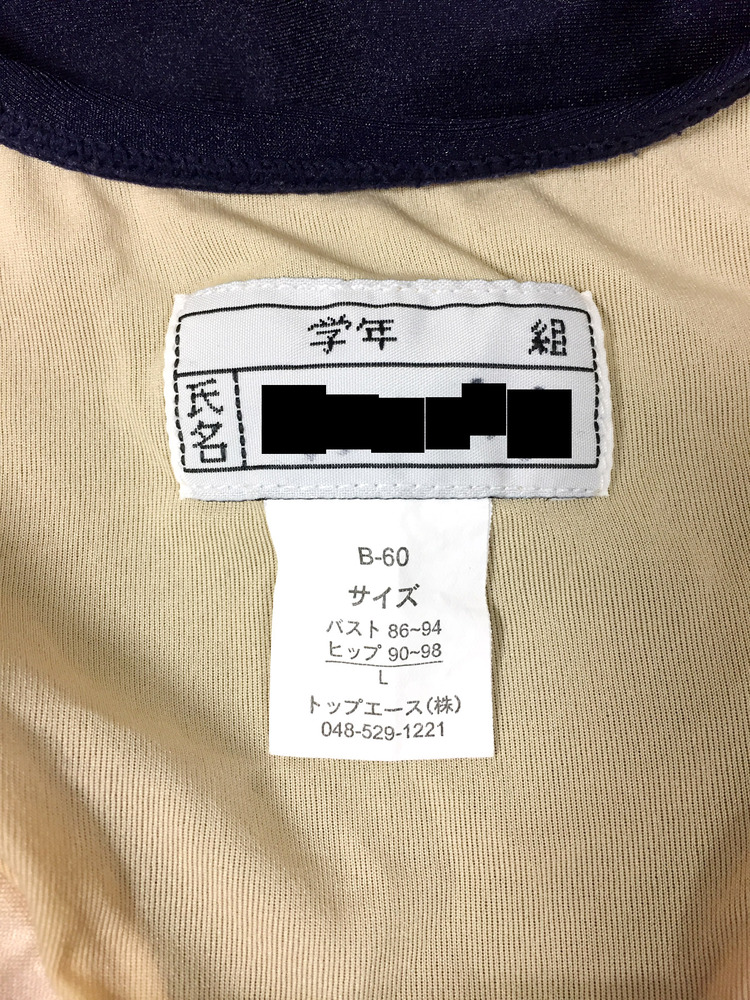 学年 組
氏名
B-60
サイズ
バスト 86~94
ヒップ 90~98
L
トップエース(株)
048-529-1221